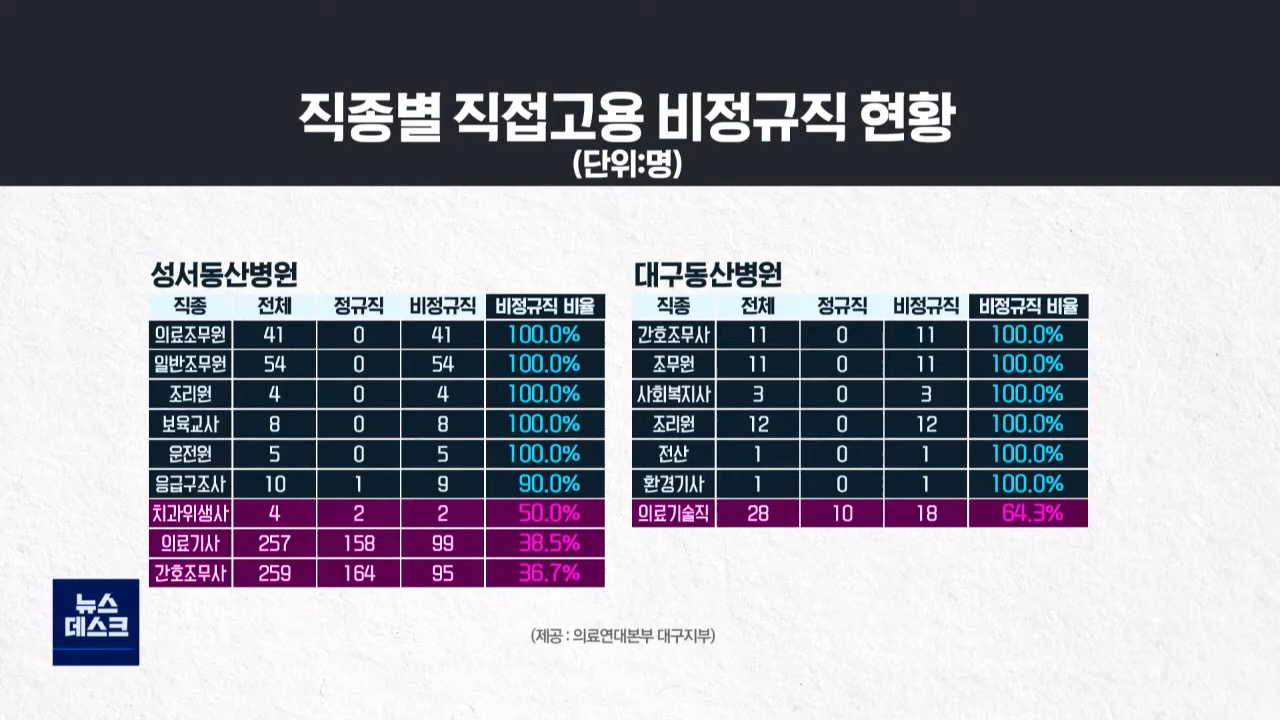 직종별 직접고용 비정규직 현황
(단위:명)
성서동산병원
직종 전체 정규직 비정규직 비정규직 비율
의료조무원 41 0 41 100.0%
일반조무원 54 0 54 100.0%
조리원 4 0 4 100.0%
보육교사 8 0 8 100.0%
운전원 5 0 5 100.0%
응급구조사 10 1 9 90.0%
치과위생사 4 2 2 50.0%
의료기사 257 158 99 38.5%
간호조무사 259 164 95 36.7%
대구동산병원
직종 전체 정규직 비정규직 비정규직 비율
간호조무사 11 0 11 100.0%
조무원 11 0 11 100.0%
사회복지사 3 0 3 100.0%
조리원 12 0 12 100.0%
전산 1 0 1 100.0%
환경기사 1 0 1 100.0%
의료기술직 28 10 18 64.3%
뉴스
데스크
(제공 : 의료연대본부 대구지부)